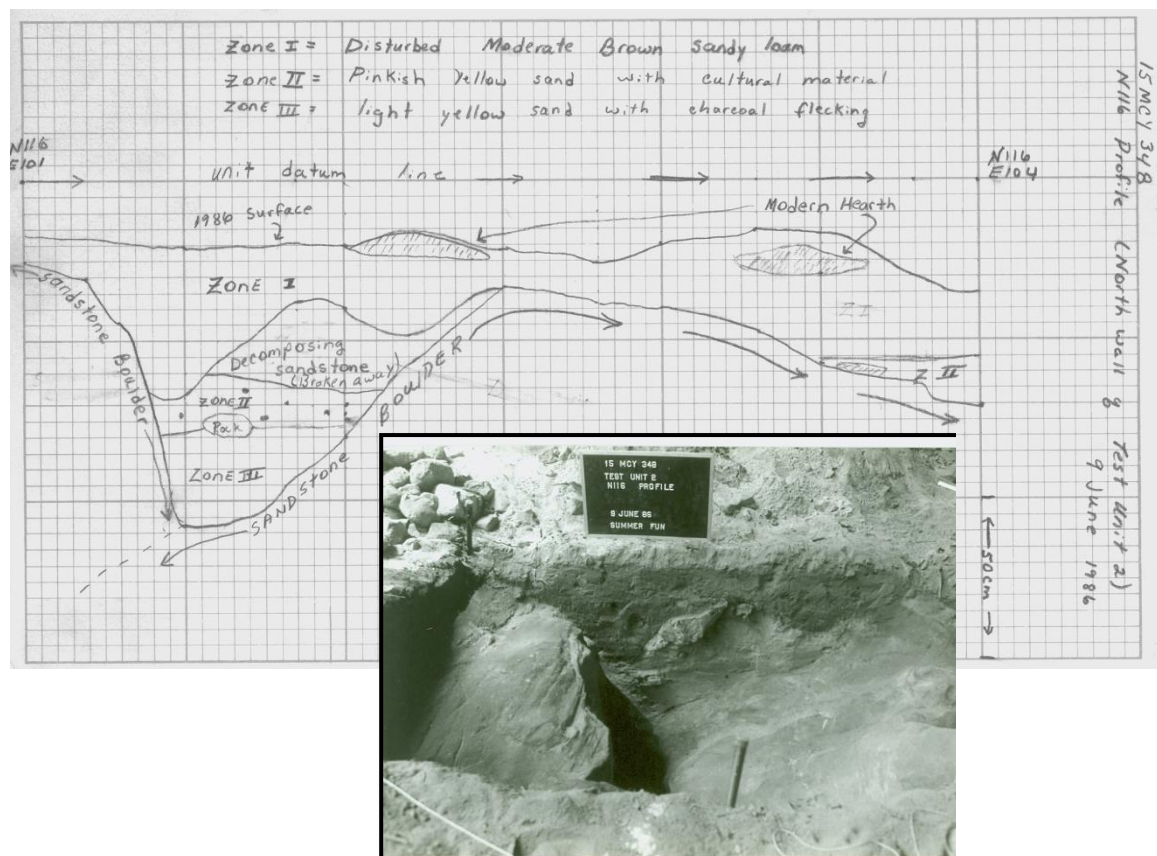 Zone I = Disturbed Moderate Brown Sandy loam
Zone II = Pinkish Yellow sand with cultural material
Zone III = light yellow sand with charcoal flecking
15 MCY 348
N116 Profile (North wall of Test Unit 2)
9 June 1986
N116
E101
unit datum line
N116
E104
1986 Surface
Modern Hearth
Zone I
ZI
Sandstone Boulder
Decomposing
sandstone
(Broken away)
Zone II
Z II
Rock
Zone III
SANDSTONE BOULDER
50cm
15 MCY 348
TEST UNIT 2
N116 PROFILE
9 JUNE 86
SUMMER FUN